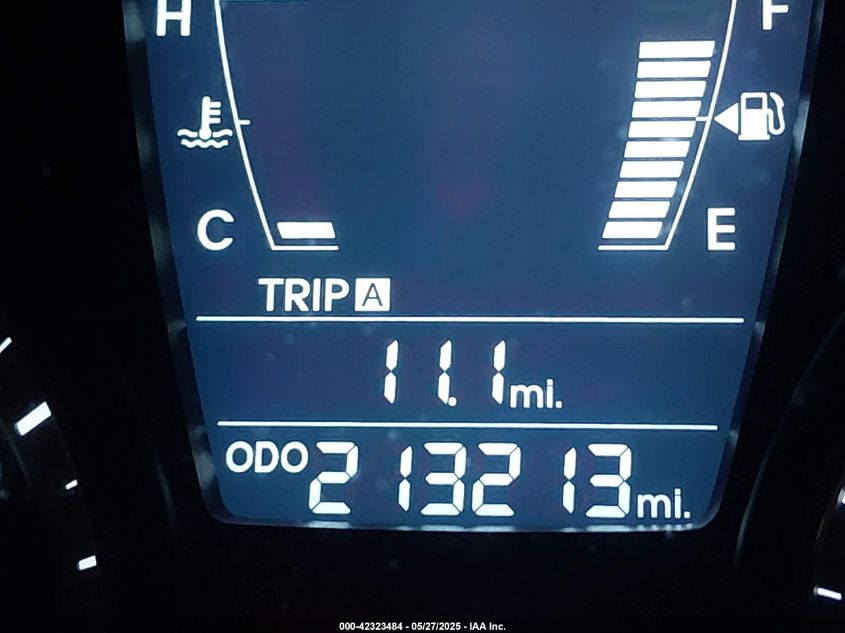 H F
C E
TRIP A
11.1 mi.
ODO 213213 mi.
000-42323484 - 05/27/2025 - IAA Inc.